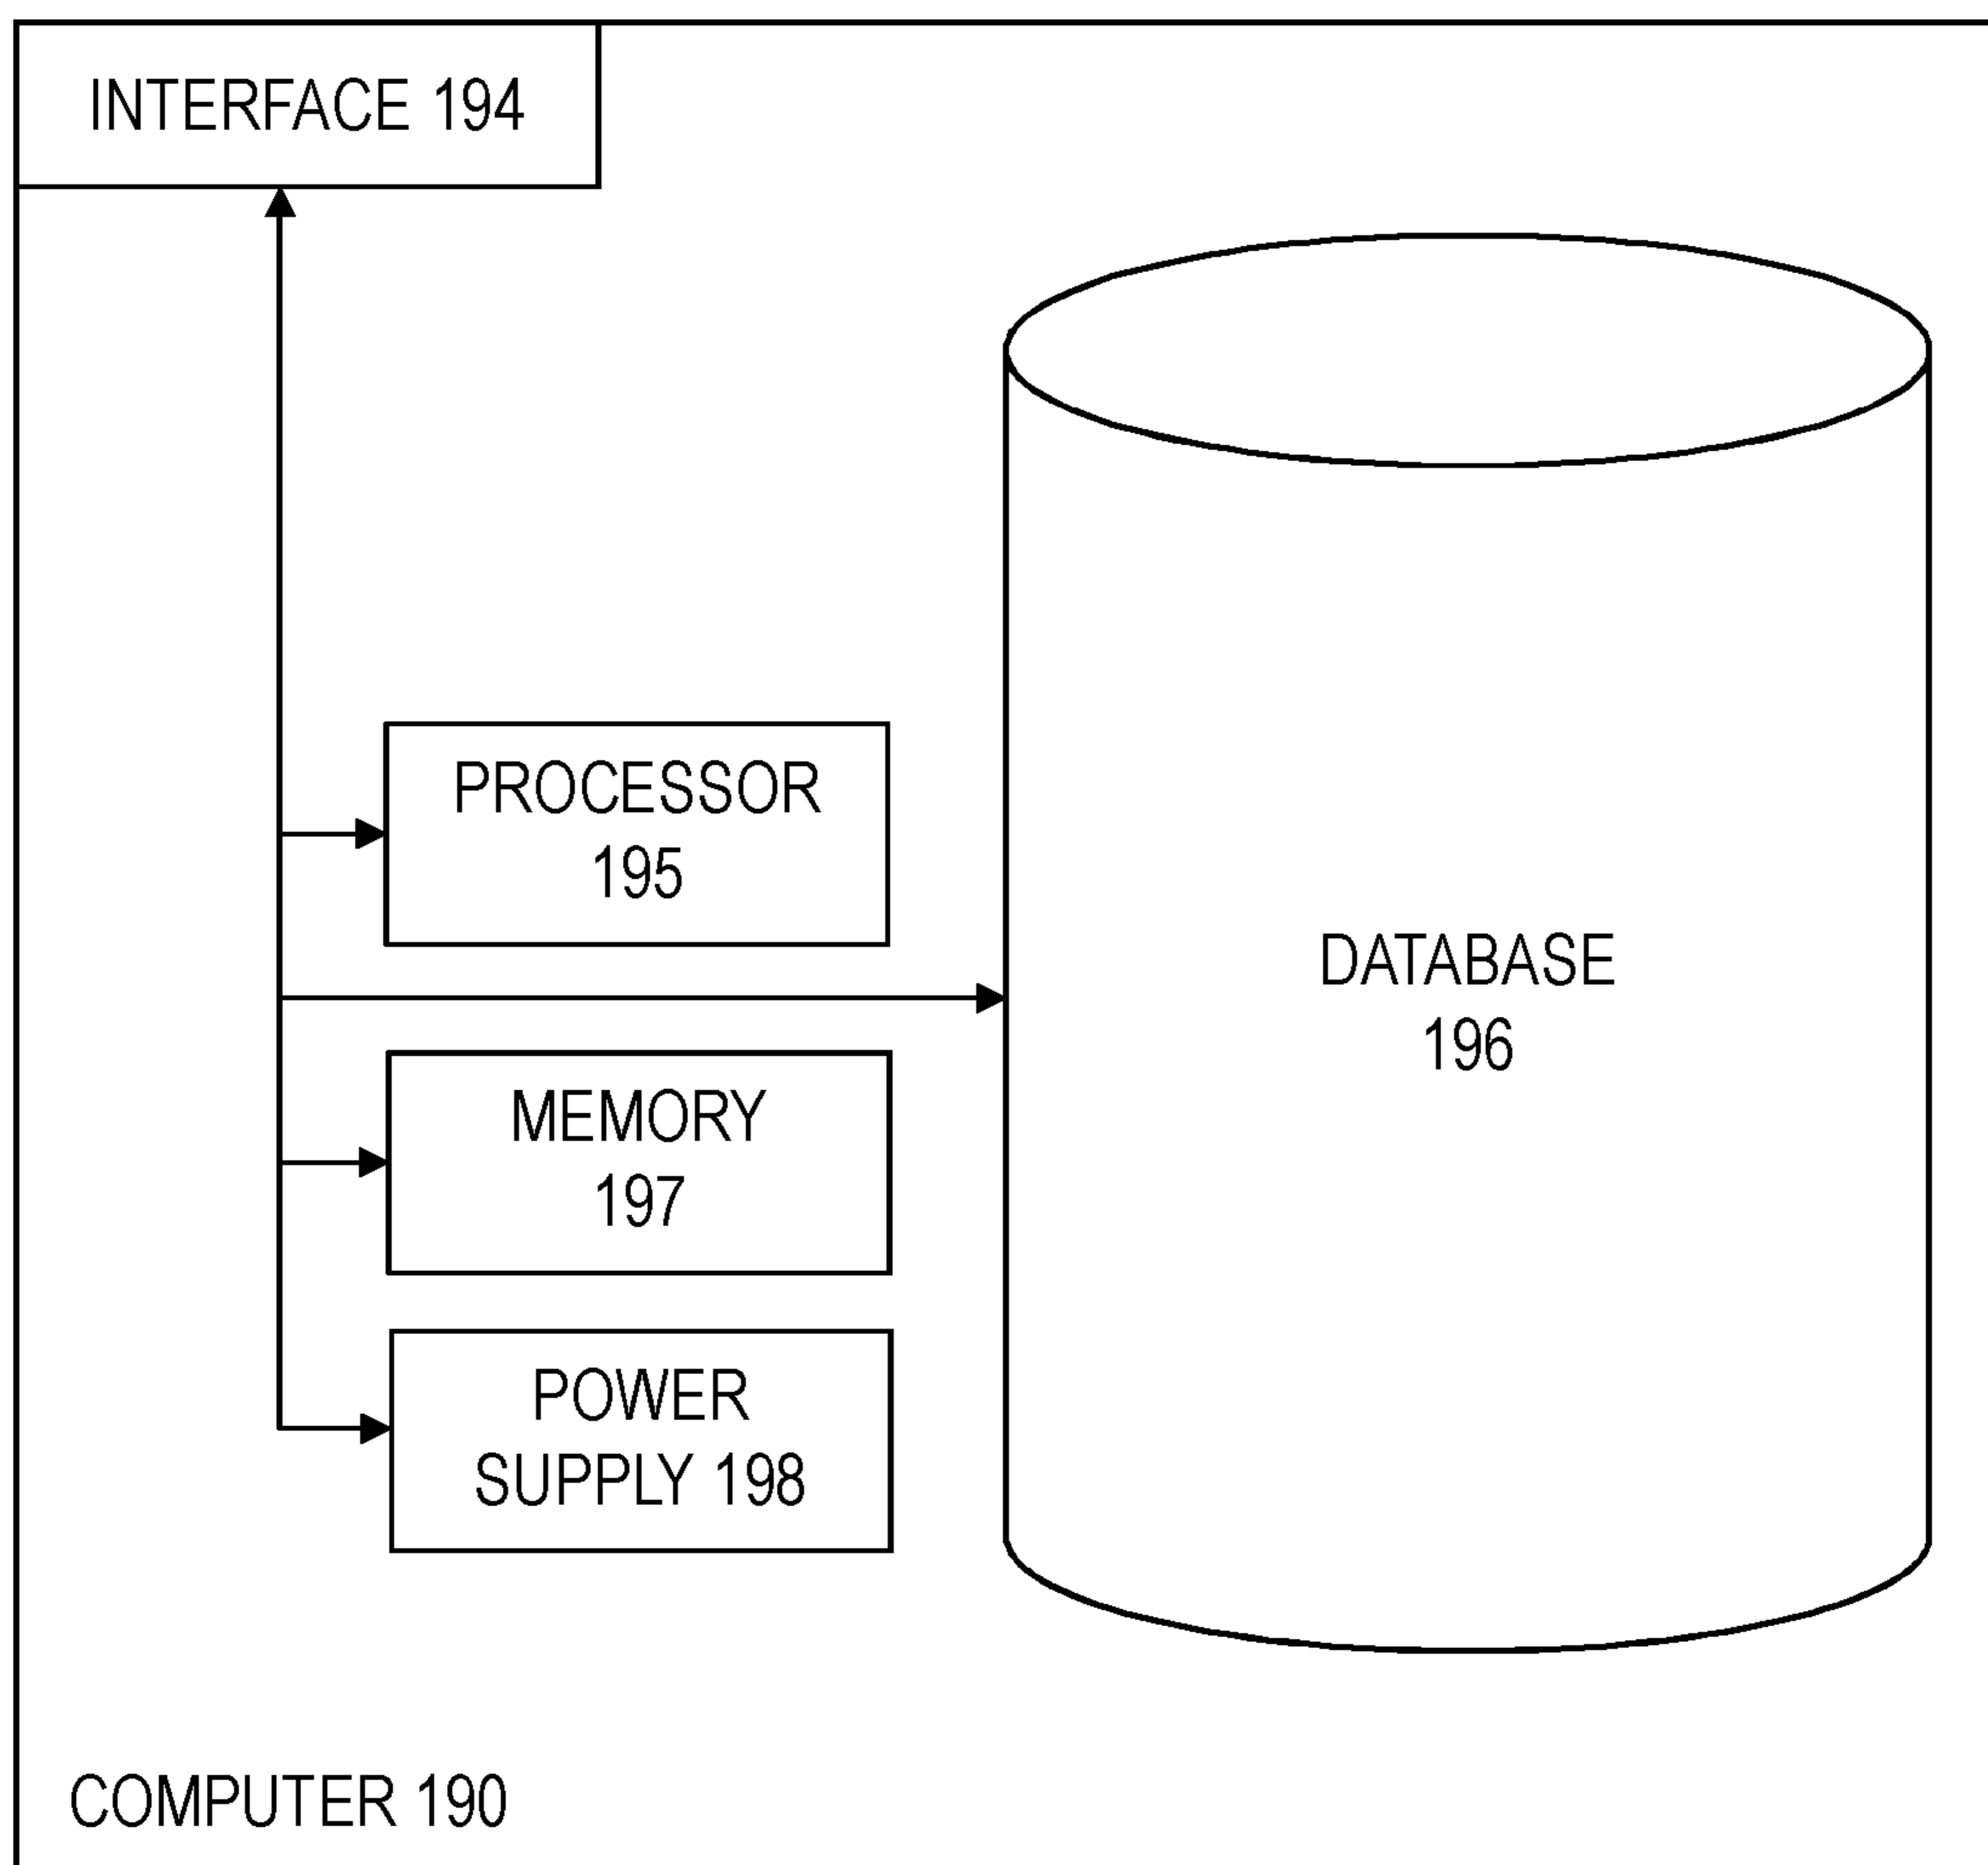 INTERFACE 194
PROCESSOR
195
DATABASE
196
MEMORY
197
POWER
SUPPLY 198
COMPUTER 190